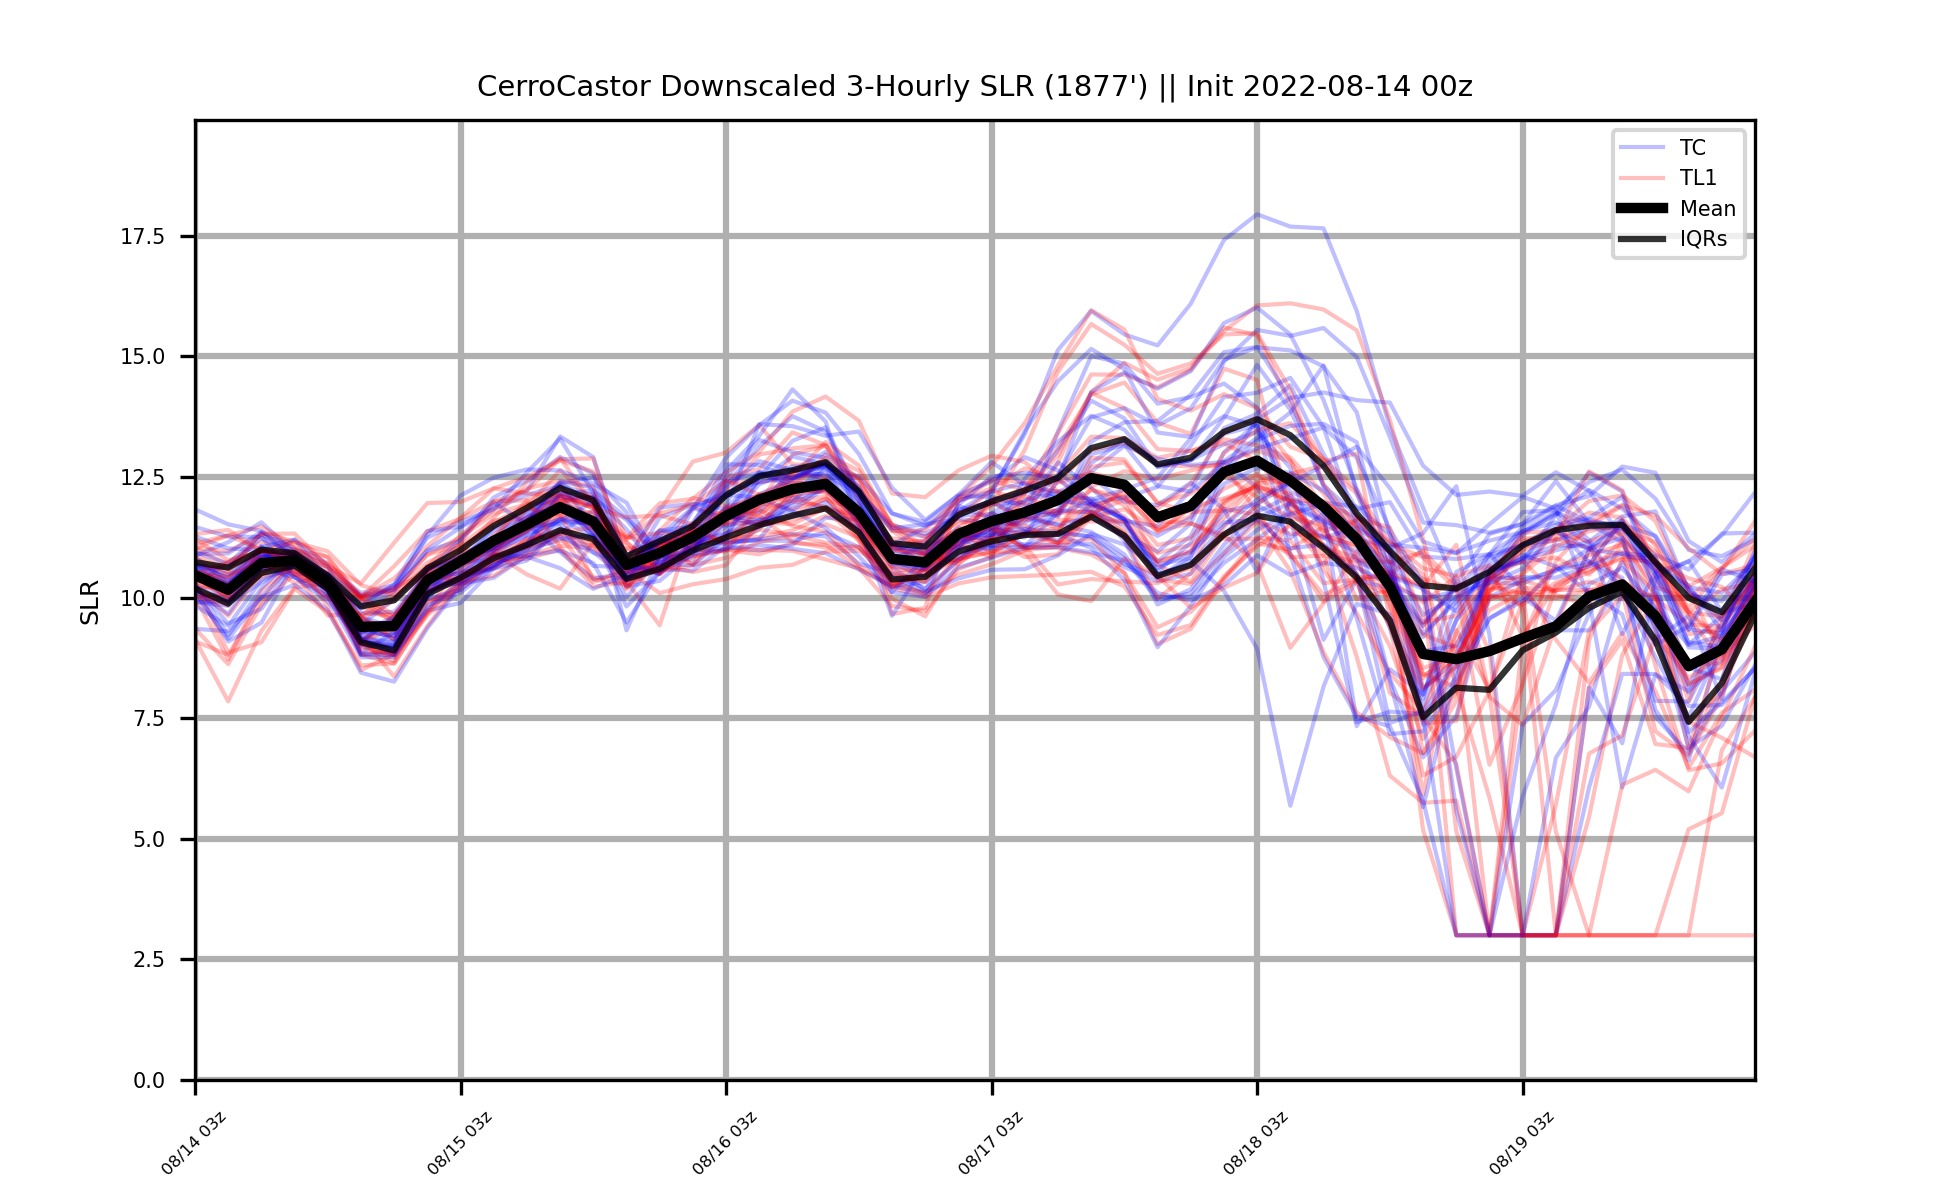 CerroCastor Downscaled 3-Hourly SLR (1877') || Init 2022-08-14 00z
TC
TL1
Mean
IQRs
17.5
15.0
12.5
10.0
7.5
5.0
2.5
0.0
SLR
08/14 03z
08/15 03z
08/16 03z
08/17 03z
08/18 03z
08/19 03z